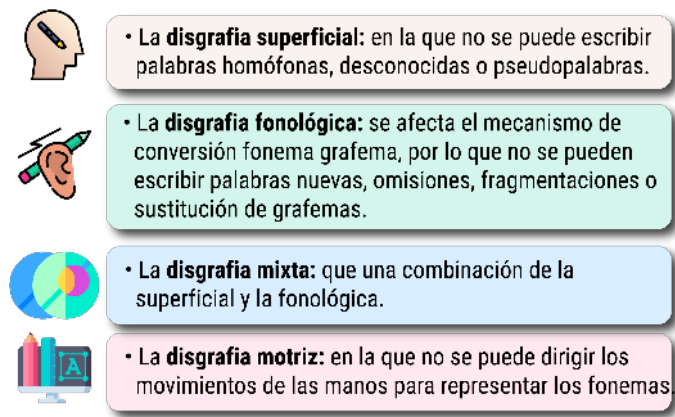 • La disgrafia superficial: en la que no se puede escribir
palabras homófonas, desconocidas o pseudopalabras.
• La disgrafia fonológica: se afecta el mecanismo de
conversión fonema grafema, por lo que no se pueden
escribir palabras nuevas, omisiones, fragmentaciones o
sustitución de grafemas.
• La disgrafia mixta: que una combinación de la
superficial y la fonológica.
A
• La disgrafia motriz: en la que no se puede dirigir los
movimientos de las manos para representar los fonemas.